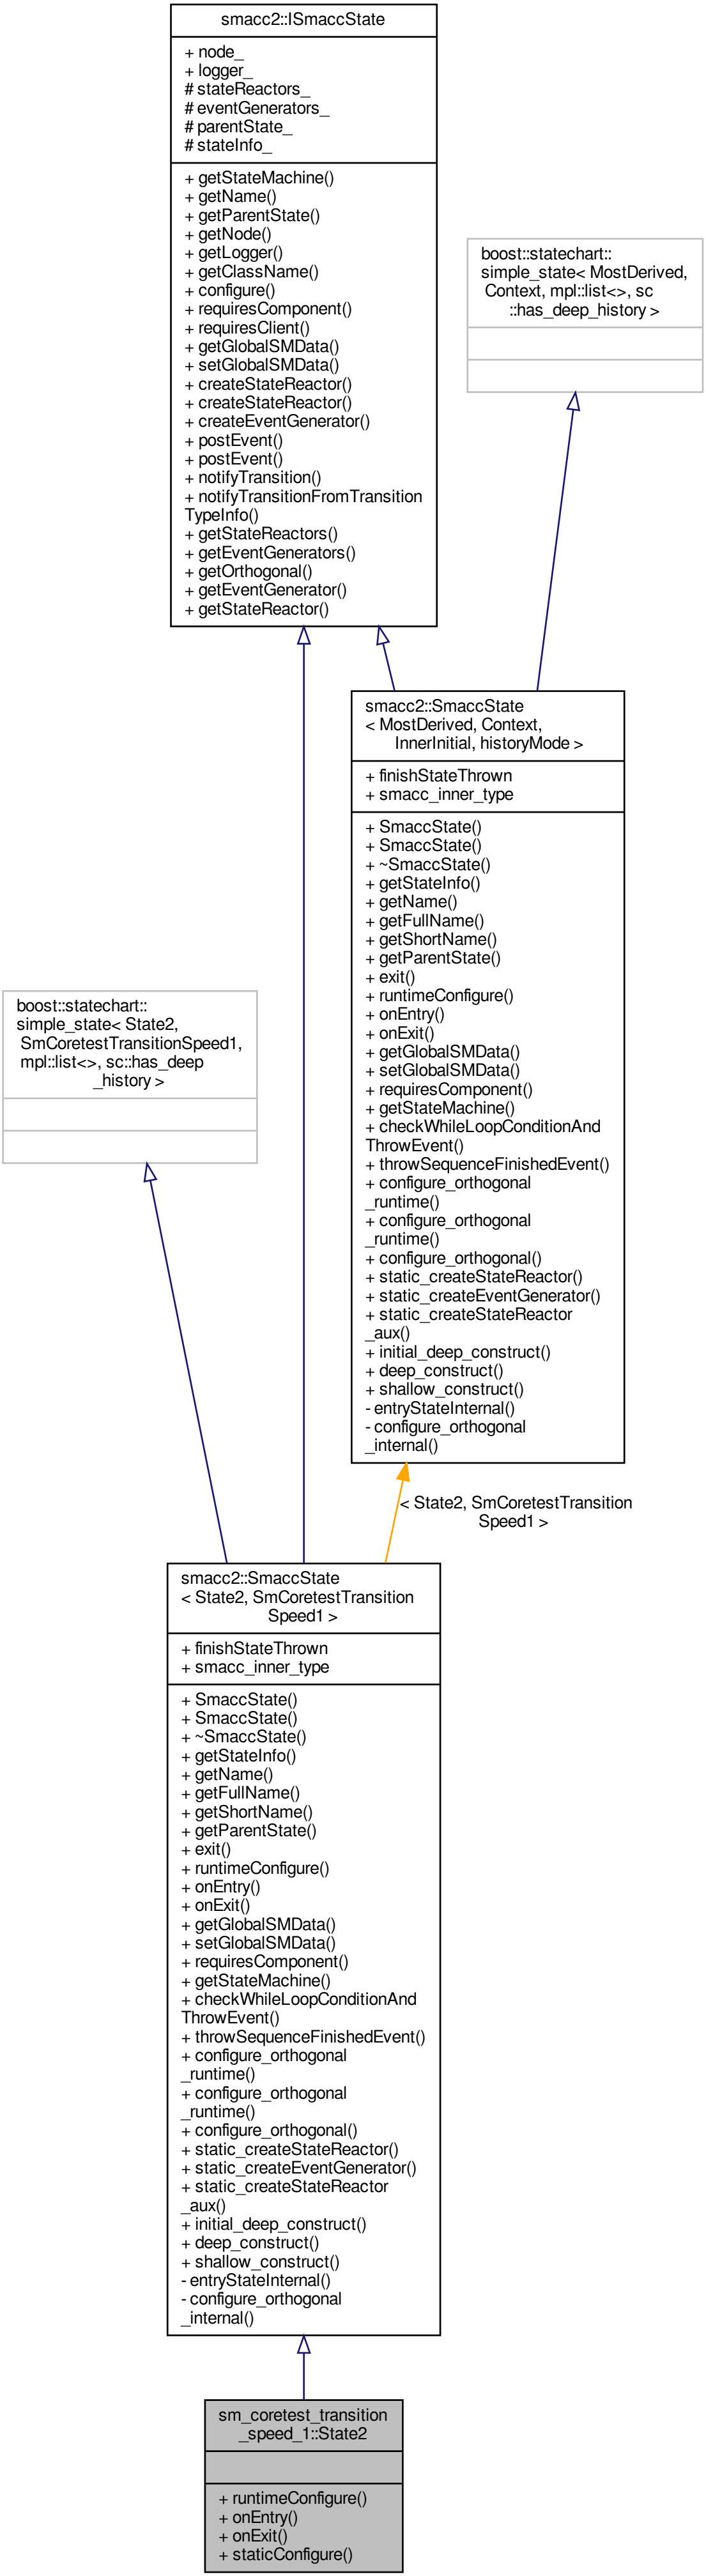 smacc2::ISmaccState
+ node_
+ logger_
# stateReactors_
# eventGenerators_
# parentState_
# stateInfo_
+ getStateMachine()
+ getName()
+ getParentState()
+ getNode()
+ getLogger()
+ getClassName()
+ configure()
+ requiresComponent()
+ requiresClient()
+ getGlobalSMData()
+ setGlobalSMData()
+ createStateReactor()
+ createStateReactor()
+ createEventGenerator()
+ postEvent()
+ postEvent()
+ notifyTransition()
+ notifyTransitionFromTransition
TypeInfo()
+ getStateReactors()
+ getEventGenerators()
+ getOrthogonal()
+ getEventGenerator()
+ getStateReactor()
boost::statechart::
simple_state< MostDerived,
Context, mpl::list<>, sc
::has_deep_history >
smacc2::SmaccState
< MostDerived, Context,
InnerInitial, historyMode >
+ finishStateThrown
+ smacc_inner_type
+ SmaccState()
+ SmaccState()
+ ~SmaccState()
+ getStateInfo()
+ getName()
+ getFullName()
+ getShortName()
+ getParentState()
+ exit()
+ runtimeConfigure()
+ onEntry()
+ onExit()
+ getGlobalSMData()
+ setGlobalSMData()
+ requiresComponent()
+ getStateMachine()
+ checkWhileLoopConditionAnd
ThrowEvent()
+ throwSequenceFinishedEvent()
+ configure_orthogonal
_runtime()
+ configure_orthogonal
_runtime()
+ configure_orthogonal()
+ static_createStateReactor()
+ static_createEventGenerator()
+ static_createStateReactor
_aux()
+ initial_deep_construct()
+ deep_construct()
+ shallow_construct()
- entryStateInternal()
- configure_orthogonal
_internal()
boost::statechart::
simple_state< State2,
SmCoretestTransitionSpeed1,
mpl::list<>, sc::has_deep
_history >
< State2, SmCoretestTransition
Speed1 >
smacc2::SmaccState
< State2, SmCoretestTransition
Speed1 >
+ finishStateThrown
+ smacc_inner_type
+ SmaccState()
+ SmaccState()
+ ~SmaccState()
+ getStateInfo()
+ getName()
+ getFullName()
+ getShortName()
+ getParentState()
+ exit()
+ runtimeConfigure()
+ onEntry()
+ onExit()
+ getGlobalSMData()
+ setGlobalSMData()
+ requiresComponent()
+ getStateMachine()
+ checkWhileLoopConditionAnd
ThrowEvent()
+ throwSequenceFinishedEvent()
+ configure_orthogonal
_runtime()
+ configure_orthogonal
_runtime()
+ configure_orthogonal()
+ static_createStateReactor()
+ static_createEventGenerator()
+ static_createStateReactor
_aux()
+ initial_deep_construct()
+ deep_construct()
+ shallow_construct()
- entryStateInternal()
- configure_orthogonal
_internal()
sm_coretest_transition
_speed_1::State2
+ runtimeConfigure()
+ onEntry()
+ onExit()
+ staticConfigure()